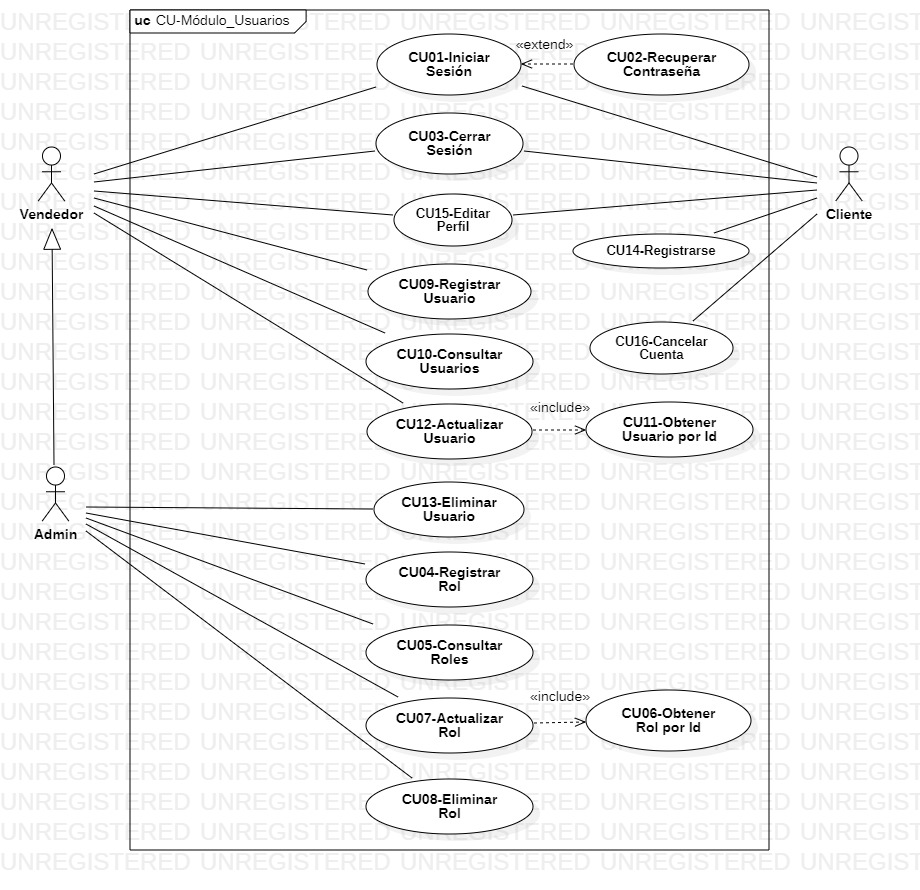 uc CU-Módulo_Usuarios
CU01-Iniciar
Sesión
«extend»
CU02-Recuperar
Contraseña
CU03-Cerrar
Sesión
Vendedor
Cliente
CU15-Editar
Perfil
CU14-Registrarse
CU09-Registrar
Usuario
CU16-Cancelar
Cuenta
CU10-Consultar
Usuarios
CU12-Actualizar
Usuario
«include»
CU11-Obtener
Usuario por Id
Admin
CU13-Eliminar
Usuario
CU04-Registrar
Rol
CU05-Consultar
Roles
CU07-Actualizar
Rol
«include»
CU06-Obtener
Rol por Id
CU08-Eliminar
Rol
UNREGISTERED